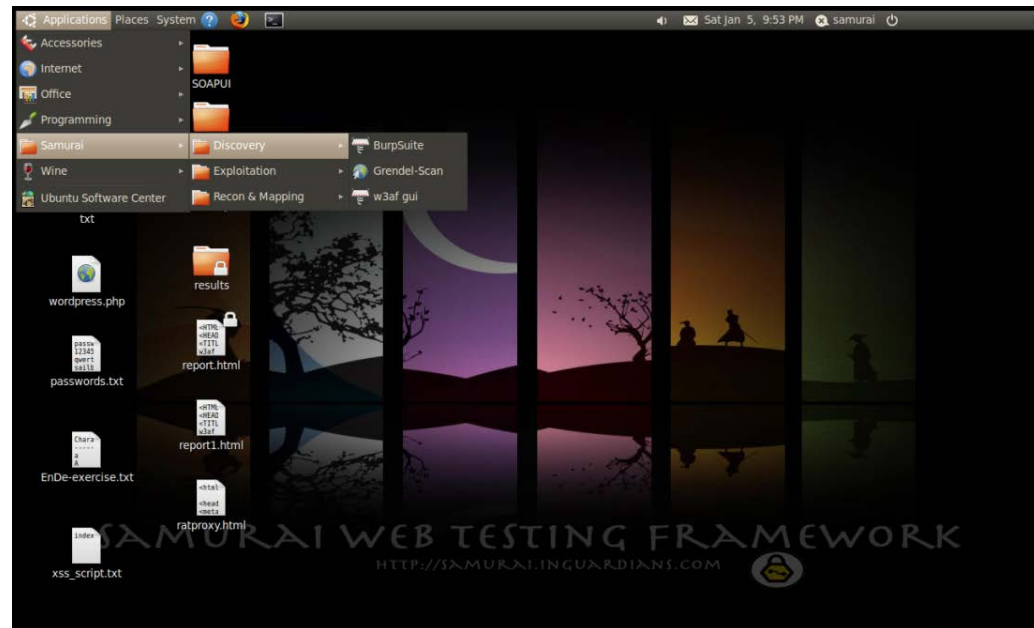 Applications Places System
Sat Jan 5, 9:53 PM samurai
Accessories
Internet
Office
Programming
Samurai
Wine
Ubuntu Software Center
Discovery
Exploitation
Recon & Mapping
BurpSuite
Grendel-Scan
w3af gui
SOAPUI
txt
wordpress.php
passwords.txt
EnDe-exercise.txt
xss_script.txt
results
report.html
report1.html
ratproxy.html
SAMURAI WEB TESTING FRAMEWORK
HTTP://SAMURAI.INGUARDIANS.COM